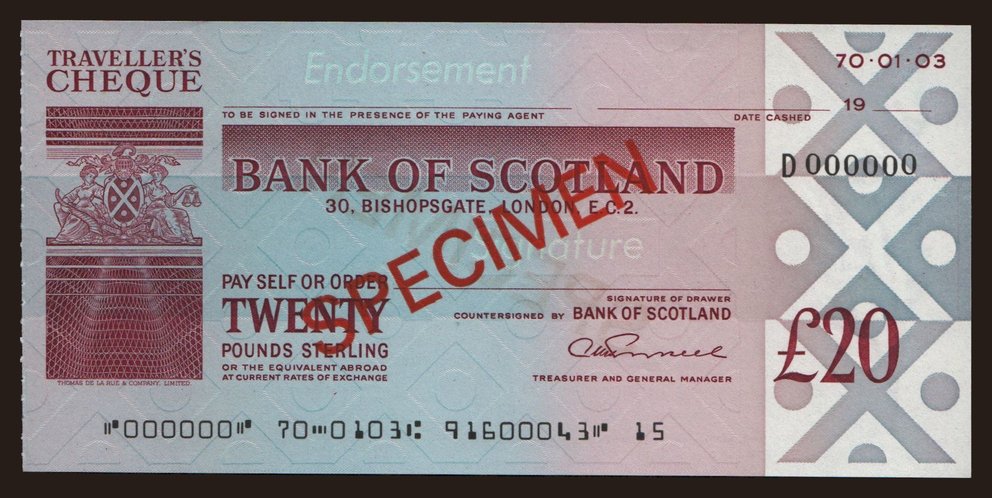 TRAVELLER'S
CHEQUE
Endorsement
70·01·03
TO BE SIGNED IN THE PRESENCE OF THE PAYING AGENT
19
DATE CASHED
D 000000
BANK OF SCOTLAND
30, BISHOPSGATE, LONDON, E.C.2.
SPECIMEN
Signature
PAY SELF OR ORDER
TWENTY
POUNDS STERLING
OR THE EQUIVALENT ABROAD
AT CURRENT RATES OF EXCHANGE
SIGNATURE OF DRAWER
COUNTERSIGNED BY BANK OF SCOTLAND
TREASURER AND GENERAL MANAGER
£20
THOMAS DE LA RUE & COMPANY, LIMITED.
⑈000000⑈ 70⑉0103⑆ 91600043⑈ 15